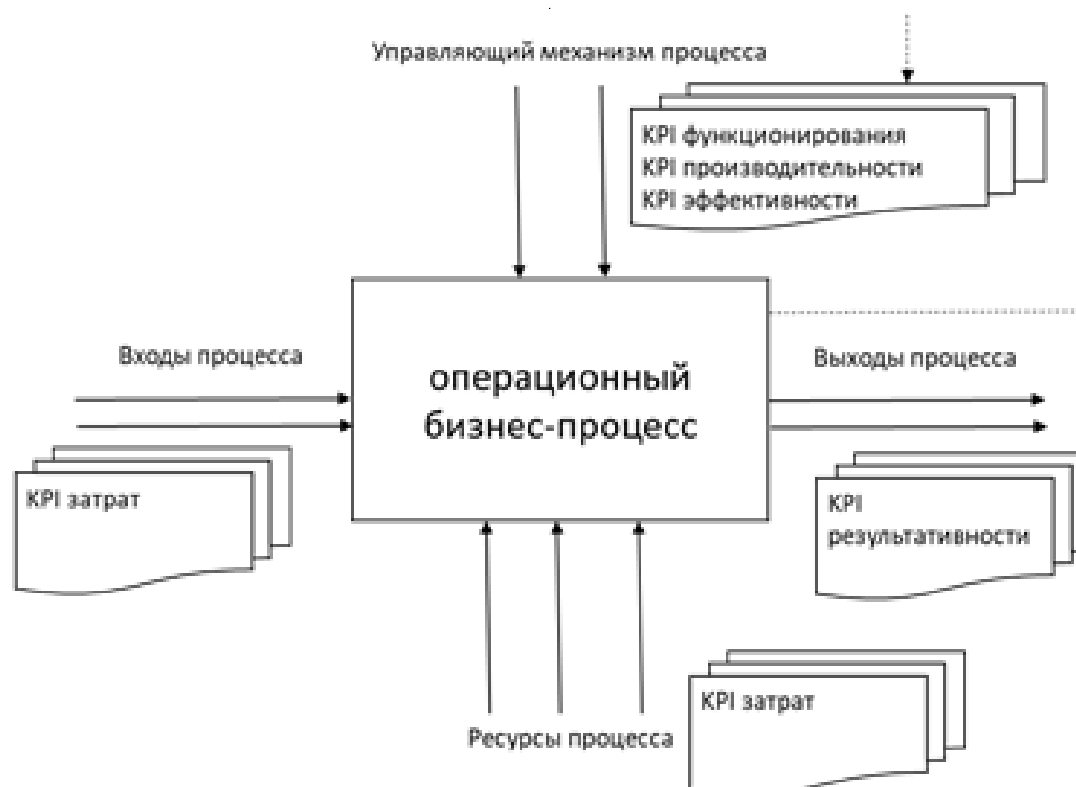 Управляющий механизм процесса
KPI функционирования
KPI производительности
KPI эффективности
Входы процесса
операционный
бизнес-процесс
Выходы процесса
KPI затрат
KPI
результативности
KPI затрат
Ресурсы процесса